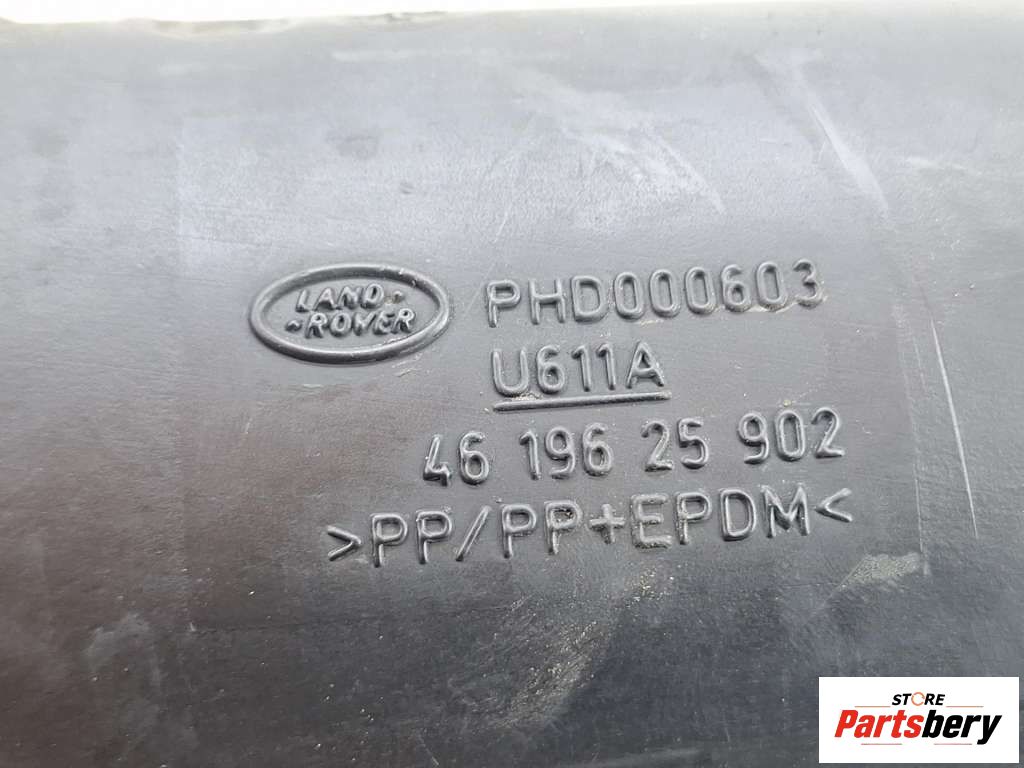 LAND-
-ROVER
PHD000603
U611A
46 196 25 902
>PP/PP+EPDM<
STORE
Partsbery